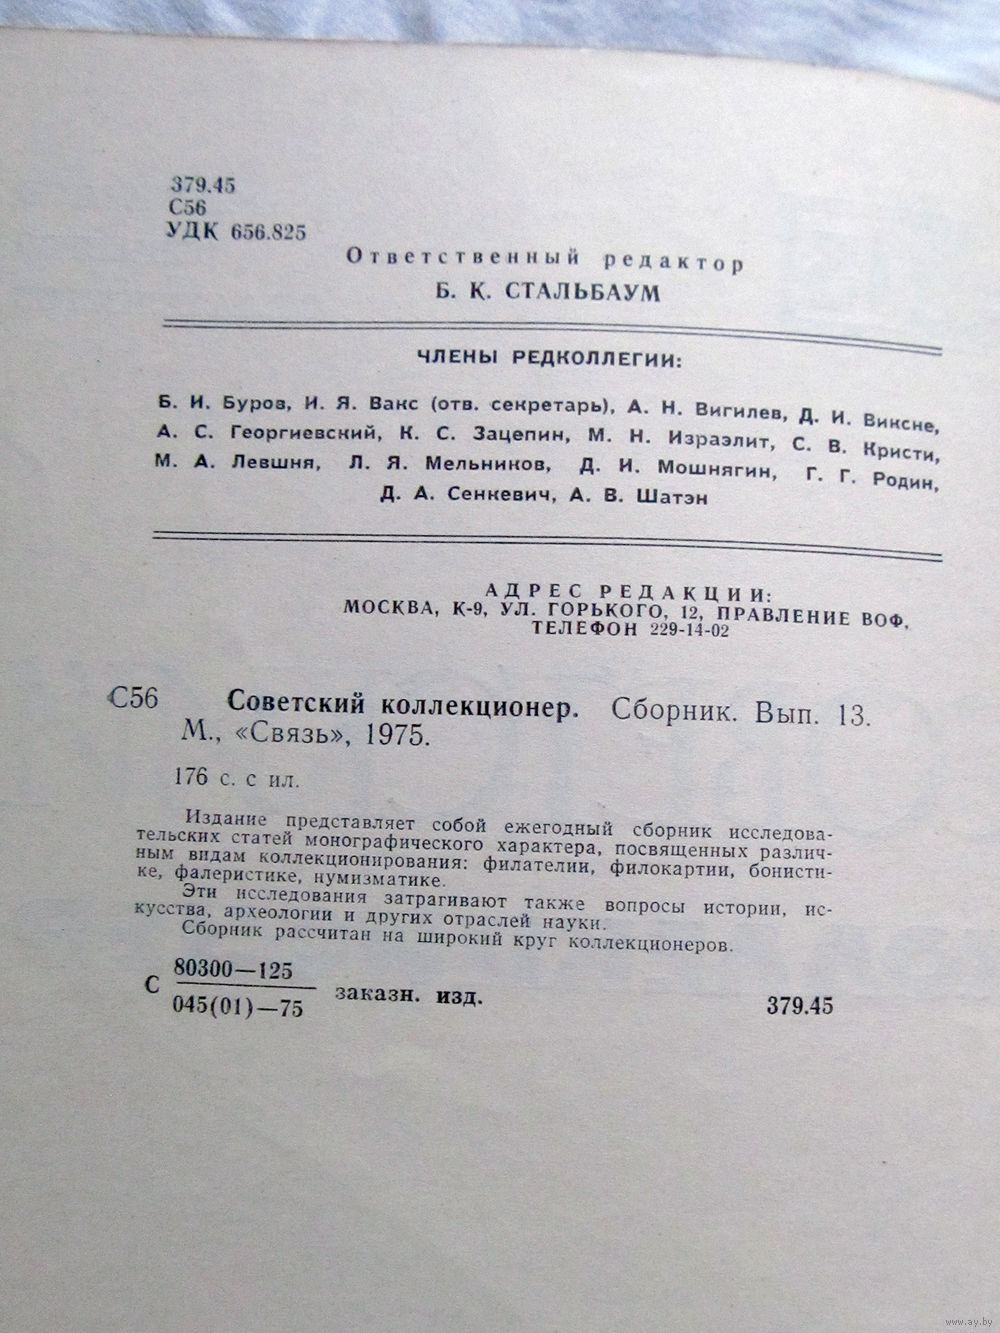 379.45
С56
УДК 656.825
Ответственный редактор
Б. К. СТАЛЬБАУМ
ЧЛЕНЫ РЕДКОЛЛЕГИИ:
Б. И. Буров, И. Я. Вакс (отв. секретарь), А. Н. Вигилев, Д. И. Виксне,
А. С. Георгиевский, К. С. Зацепин, М. Н. Израэлит, С. В. Кристи,
М. А. Левшня, Л. Я. Мельников, Д. И. Мошнягин, Г. Г. Родин,
Д. А. Сенкевич, А. В. Шатэн
АДРЕС РЕДАКЦИИ:
МОСКВА, К-9, УЛ. ГОРЬКОГО, 12, ПРАВЛЕНИЕ ВОФ.
ТЕЛЕФОН 229-14-02
С56 Советский коллекционер. Сборник. Вып. 13.
М., «Связь», 1975.
176 с. с ил.
Издание представляет собой ежегодный сборник исследова-
тельских статей монографического характера, посвященных различ-
ным видам коллекционирования: филателии, филокартии, бонисти-
ке, фалеристике, нумизматике.
Эти исследования затрагивают также вопросы истории, ис-
кусства, археологии и других отраслей науки.
Сборник рассчитан на широкий круг коллекционеров.
С 80300—125
045(01)—75 заказн. изд. 379.45
www.ay.by